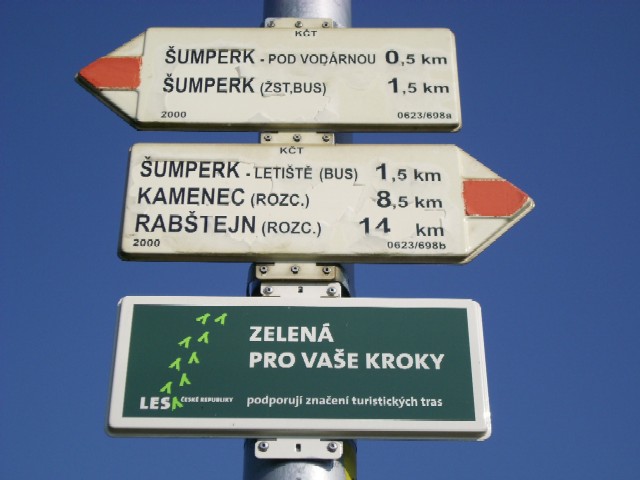 KČT
ŠUMPERK - POD VODÁRNOU 0,5 km
ŠUMPERK (ŽST,BUS) 1,5 km
2000 0623/698a
KČT
ŠUMPERK - LETIŠTĚ (BUS) 1,5 km
KAMENEC (ROZC.) 8,5 km
RABŠTEJN (ROZC.) 14 km
2000 0623/698b
ZELENÁ
PRO VAŠE KROKY
LESY ČESKÉ REPUBLIKY podporují značení turistických tras